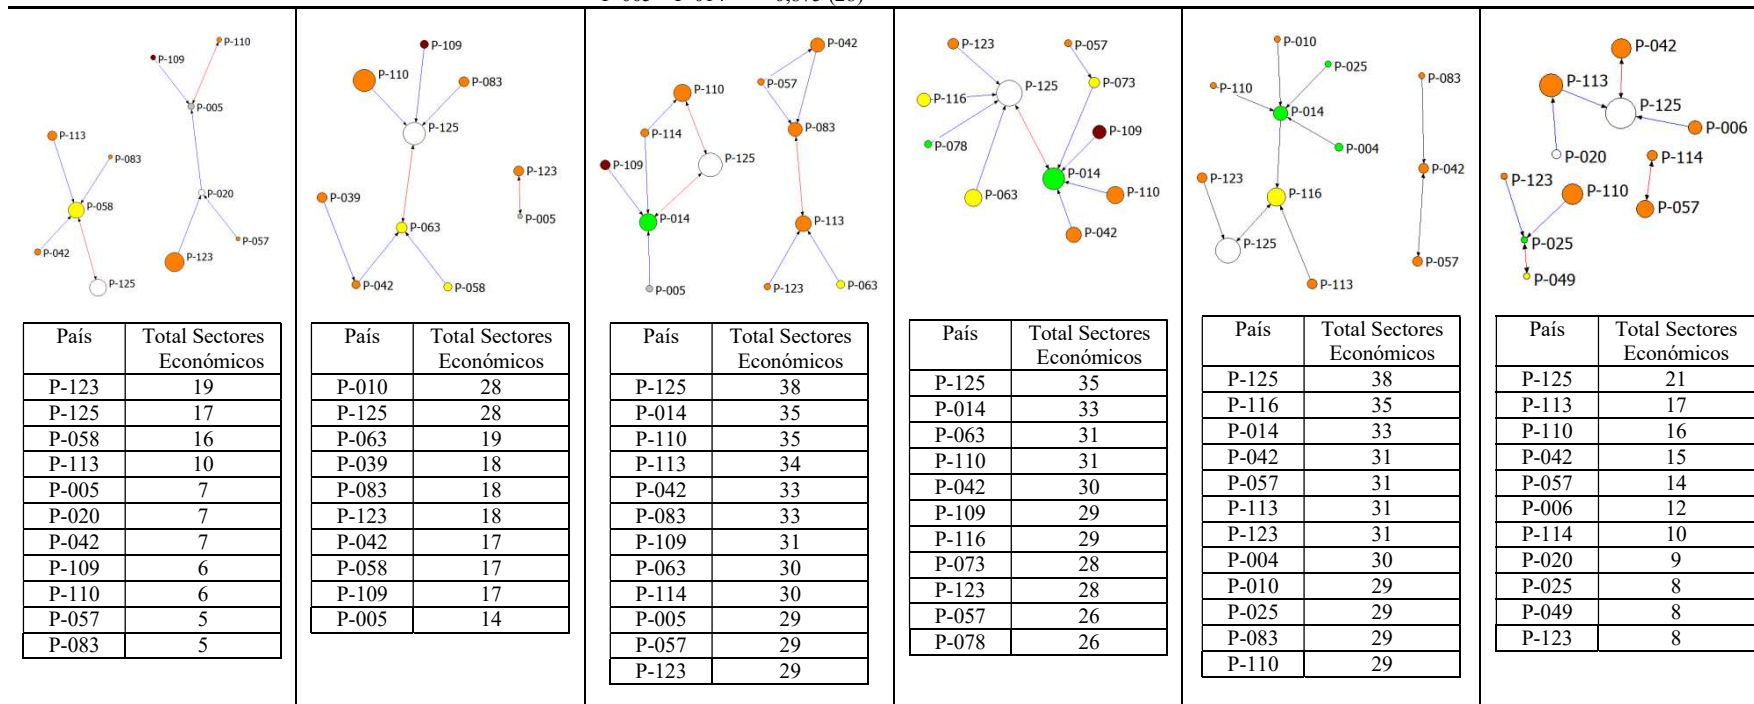 P-110
P-109
P-005
P-113
P-083
P-058
P-020
P-042
P-057
P-123
P-125
País Total Sectores
Económicos
P-123 19
P-125 17
P-058 16
P-113 10
P-005 7
P-020 7
P-042 7
P-109 6
P-110 6
P-057 5
P-083 5
P-109
P-110
P-083
P-125
P-123
P-039
P-005
P-063
P-042
P-058
País Total Sectores
Económicos
P-010 28
P-125 28
P-063 19
P-039 18
P-083 18
P-123 18
P-042 17
P-058 17
P-109 17
P-005 14
P-042
P-057
P-110
P-083
P-114
P-125
P-109
P-014
P-113
P-005
P-123
P-063
País Total Sectores
Económicos
P-125 38
P-014 35
P-110 35
P-113 34
P-042 33
P-083 33
P-109 31
P-063 30
P-114 30
P-005 29
P-057 29
P-123 29
P-123
P-057
P-125
P-073
P-116
P-109
P-078
P-014
P-063
P-110
P-042
País Total Sectores
Económicos
P-125 35
P-014 33
P-063 31
P-110 31
P-042 30
P-109 29
P-116 29
P-073 28
P-123 28
P-057 26
P-078 26
P-010
P-025
P-083
P-110
P-014
P-004
P-042
P-123
P-116
P-125
P-057
P-113
País Total Sectores
Económicos
P-125 38
P-116 35
P-014 33
P-042 31
P-057 31
P-113 31
P-123 31
P-004 30
P-010 29
P-025 29
P-083 29
P-110 29
P-042
P-113
P-125
P-006
P-020
P-114
P-123
P-110
P-057
P-025
P-049
País Total Sectores
Económicos
P-125 21
P-113 17
P-110 16
P-042 15
P-057 14
P-006 12
P-114 10
P-020 9
P-025 8
P-049 8
P-123 8